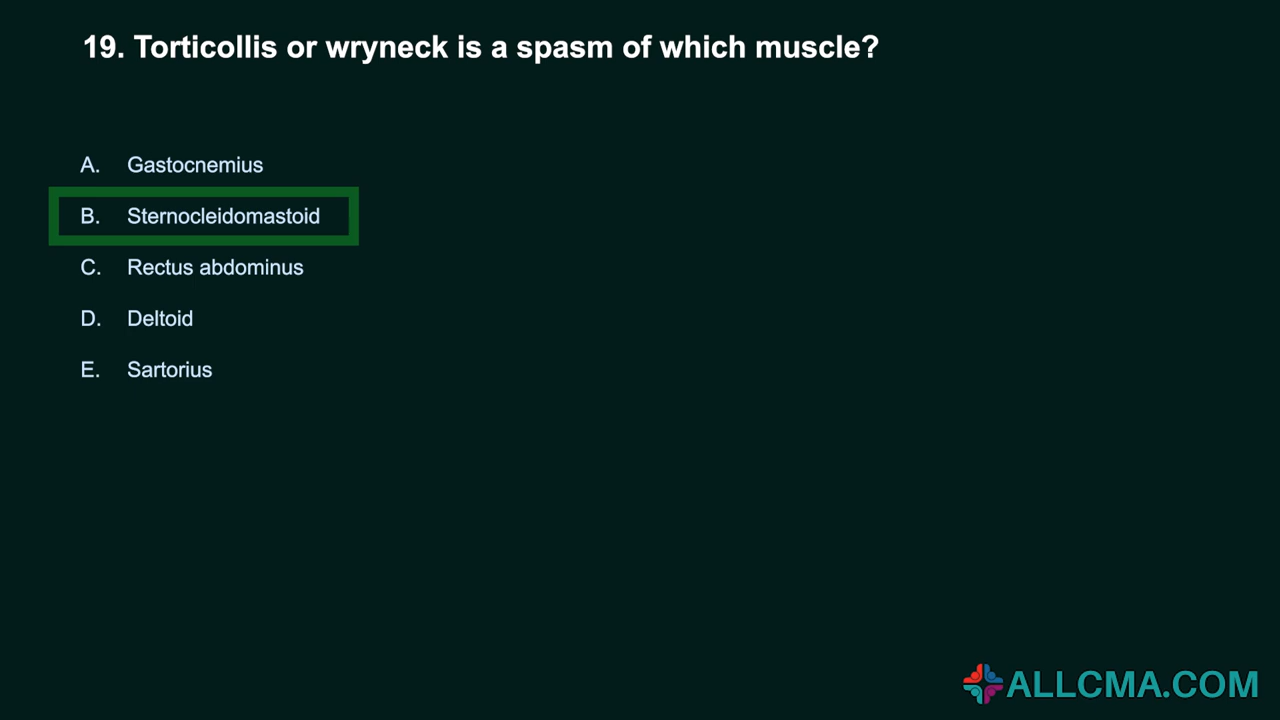 19. Torticollis or wryneck is a spasm of which muscle?
A. Gastocnemius
B. Sternocleidomastoid
C. Rectus abdominus
D. Deltoid
E. Sartorius
ALLCMA.COM